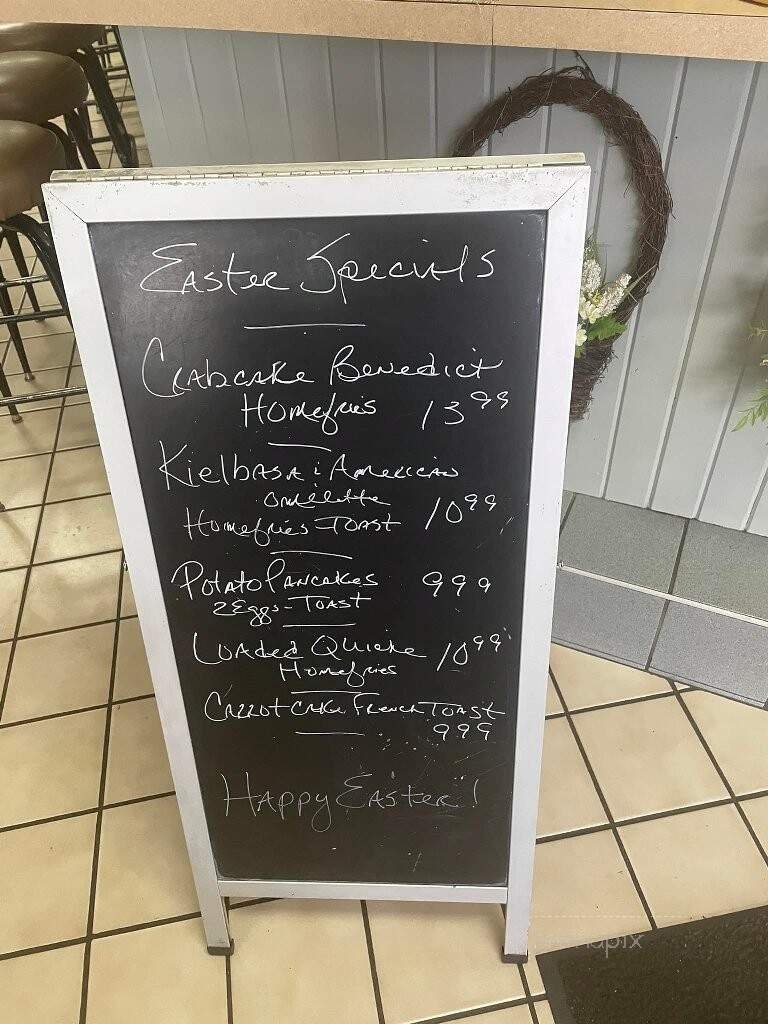 Easter Specials
Crabcake Benedict
Homefries 13 99
Kielbasa & American
omelette
Homefries - Toast 10 99
Potato Pancakes 9 99
2 Eggs - Toast
Loaded Quiche 10 99
Homefries
Carrot Cake French Toast
9 99
Happy Easter!